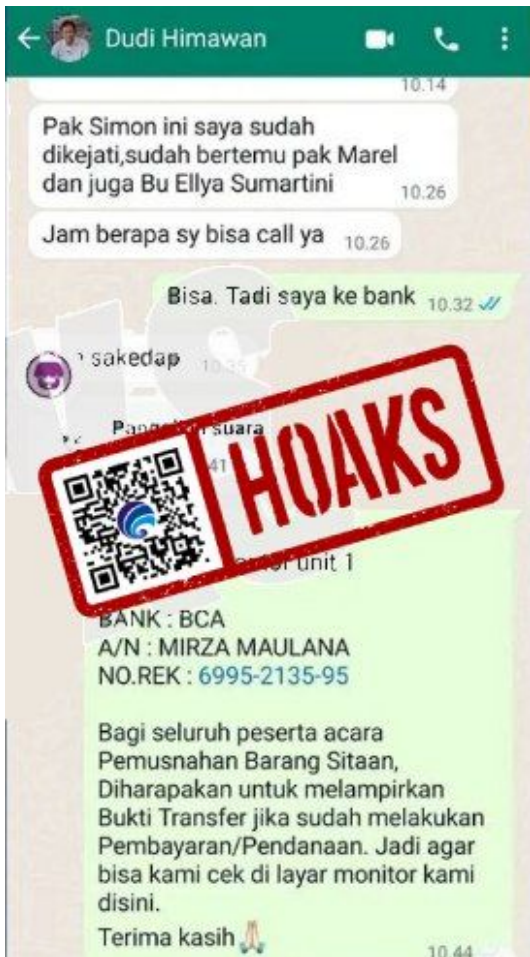 Dudi Himawan
10.14
Pak Simon ini saya sudah
dikejati,sudah bertemu pak Marel
dan juga Bu Ellya Sumartini 10.26
Jam berapa sy bisa call ya 10.26
Bisa. Tadi saya ke bank 10.32
sakedap
suara
41
HOAKS
unit 1
BANK : BCA
A/N : MIRZA MAULANA
NO.REK : 6995-2135-95
Bagi seluruh peserta acara
Pemusnahan Barang Sitaan,
Diharapakan untuk melampirkan
Bukti Transfer jika sudah melakukan
Pembayaran/Pendanaan. Jadi agar
bisa kami cek di layar monitor kami
disini.
Terima kasih 🙏🏻 10.44